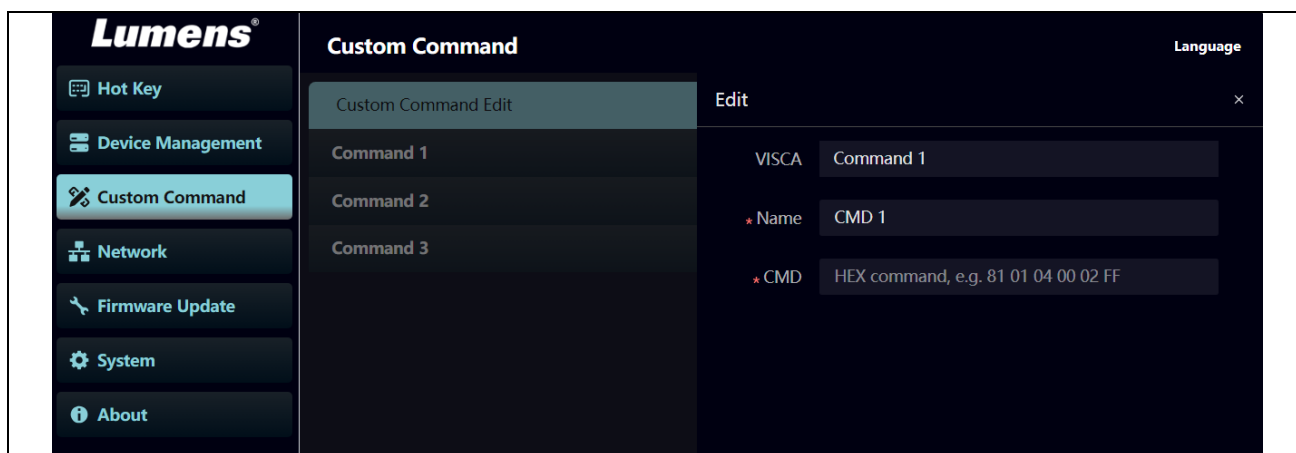 Lumens®
Hot Key
Device Management
Custom Command
Network
Firmware Update
System
About
Custom Command
Language
Custom Command Edit
Command 1
Command 2
Command 3
Edit
×
VISCA Command 1
* Name CMD 1
* CMD HEX command, e.g. 81 01 04 00 02 FF